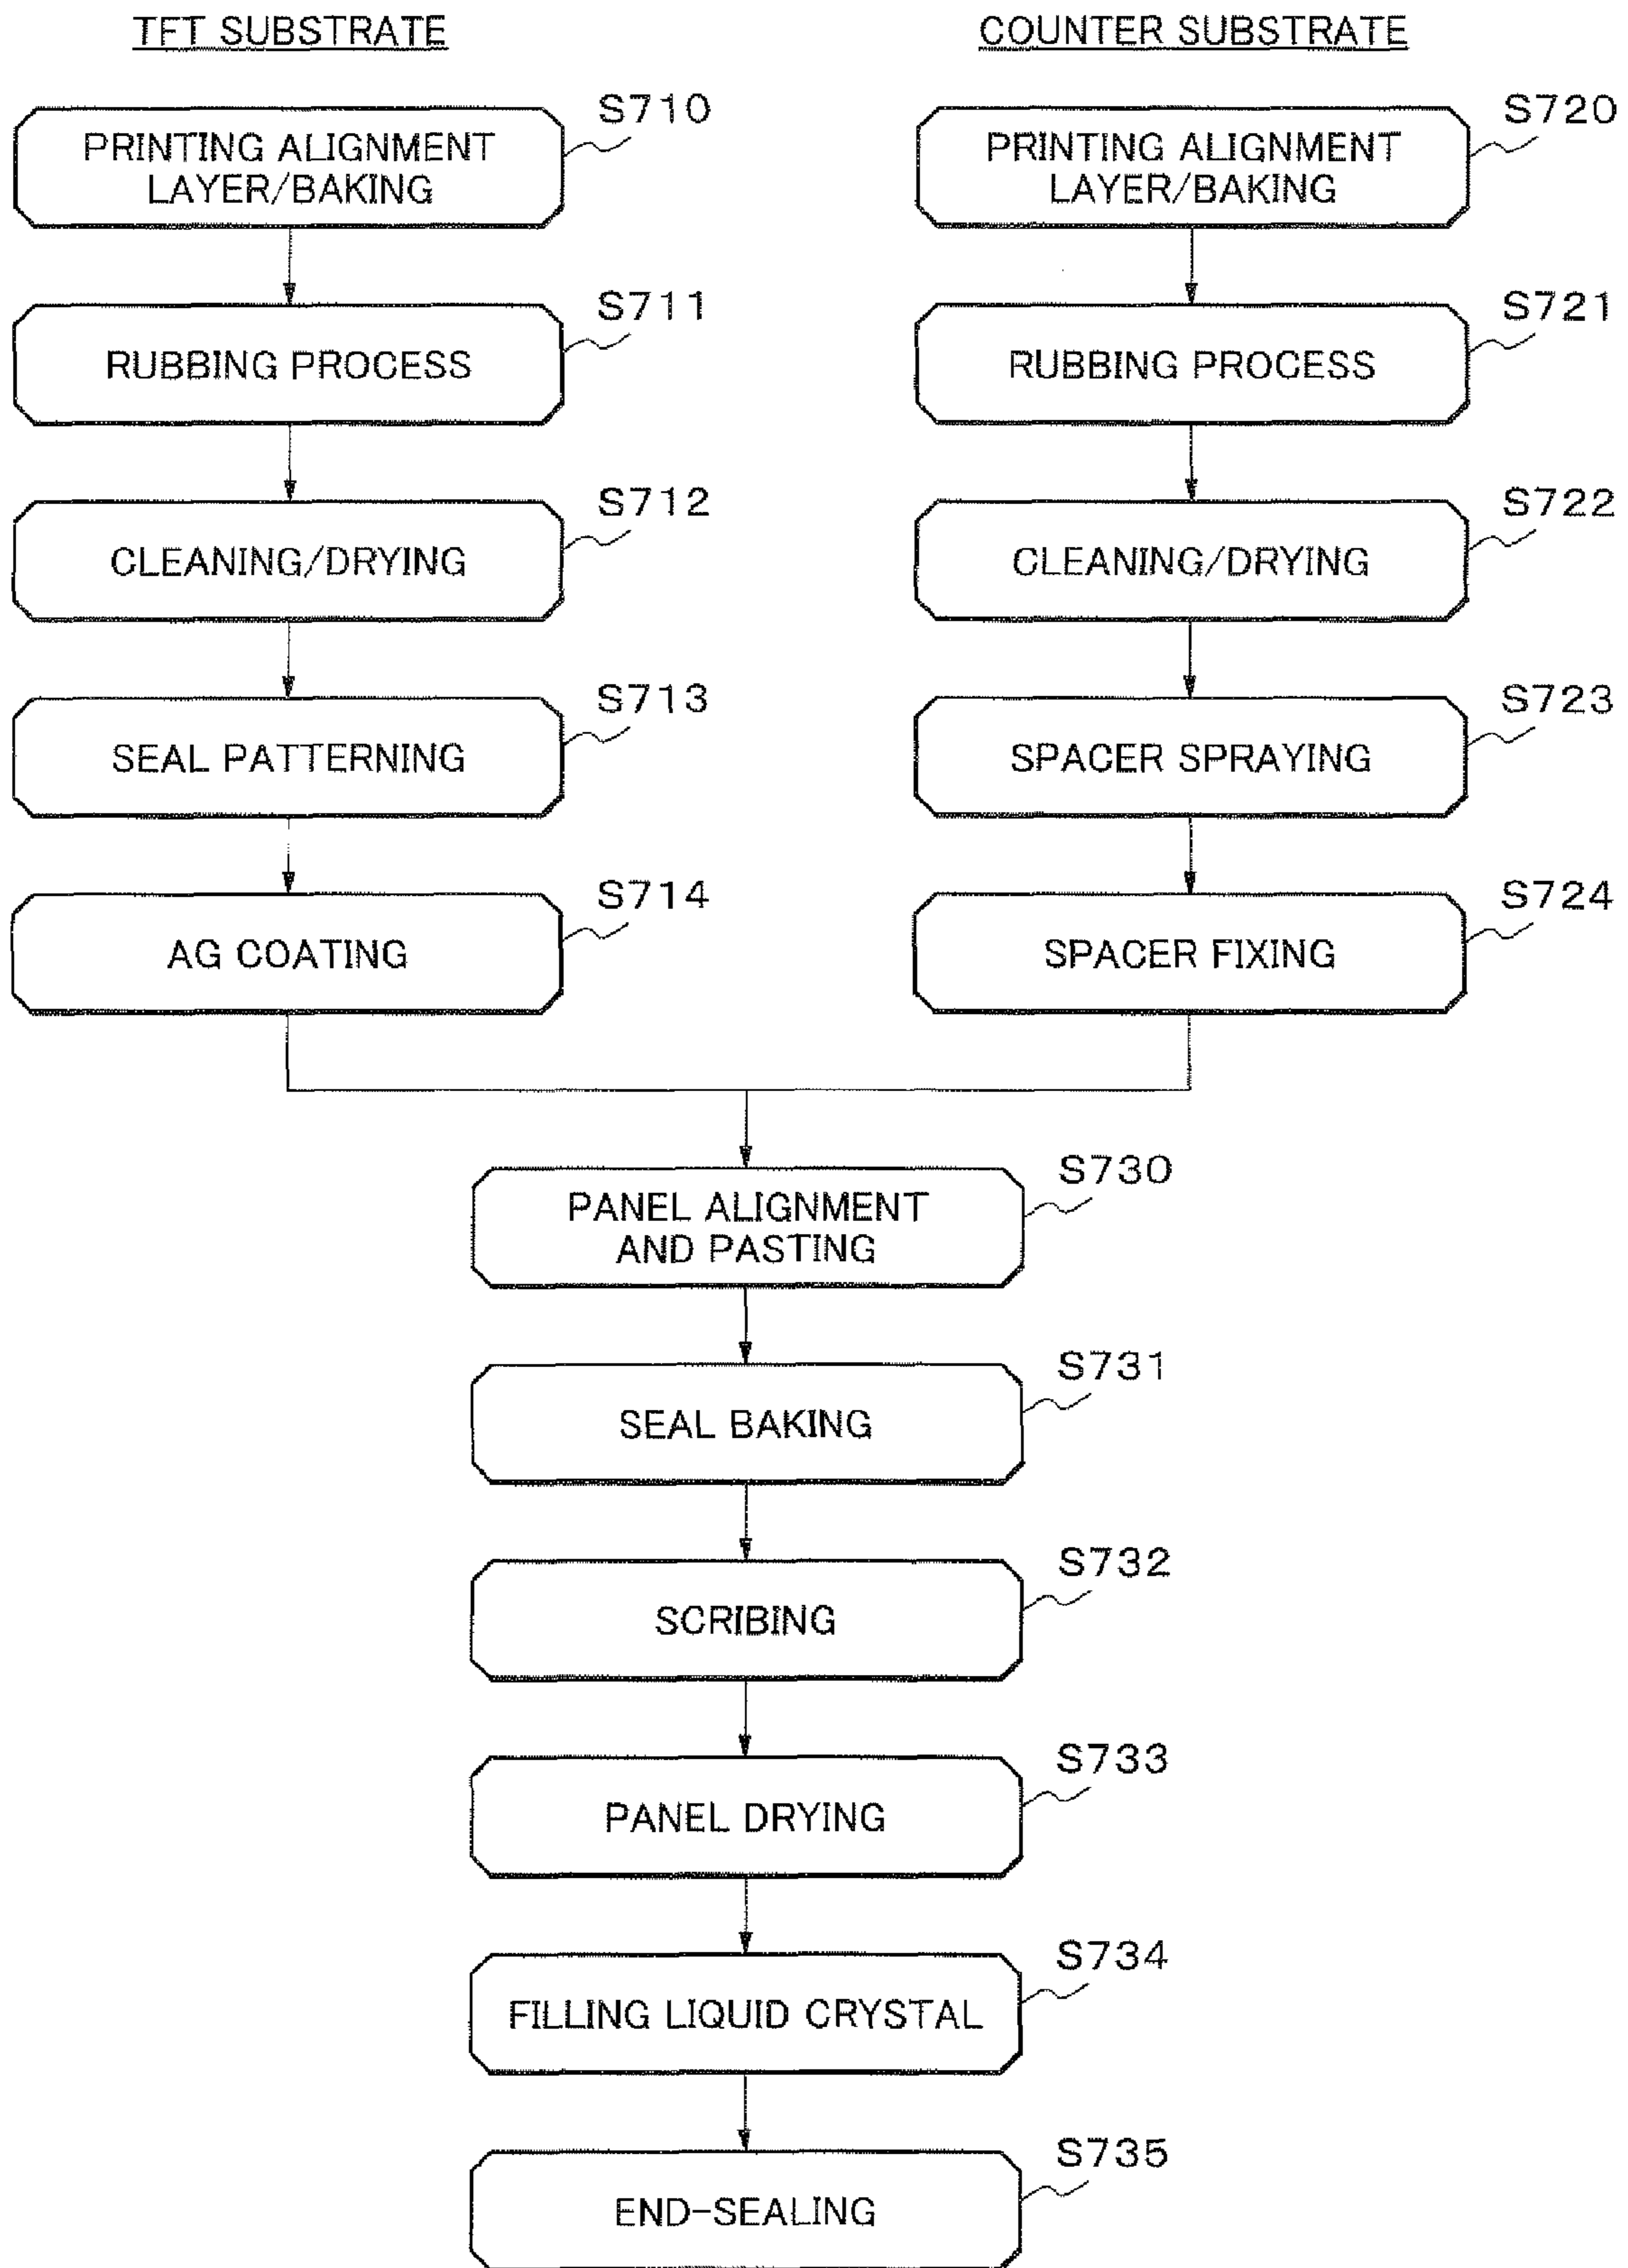 TFT SUBSTRATE
S710
PRINTING ALIGNMENT
LAYER/BAKING
S711
RUBBING PROCESS
S712
CLEANING/DRYING
S713
SEAL PATTERNING
S714
AG COATING
COUNTER SUBSTRATE
S720
PRINTING ALIGNMENT
LAYER/BAKING
S721
RUBBING PROCESS
S722
CLEANING/DRYING
S723
SPACER SPRAYING
S724
SPACER FIXING
S730
PANEL ALIGNMENT
AND PASTING
S731
SEAL BAKING
S732
SCRIBING
S733
PANEL DRYING
S734
FILLING LIQUID CRYSTAL
S735
END-SEALING